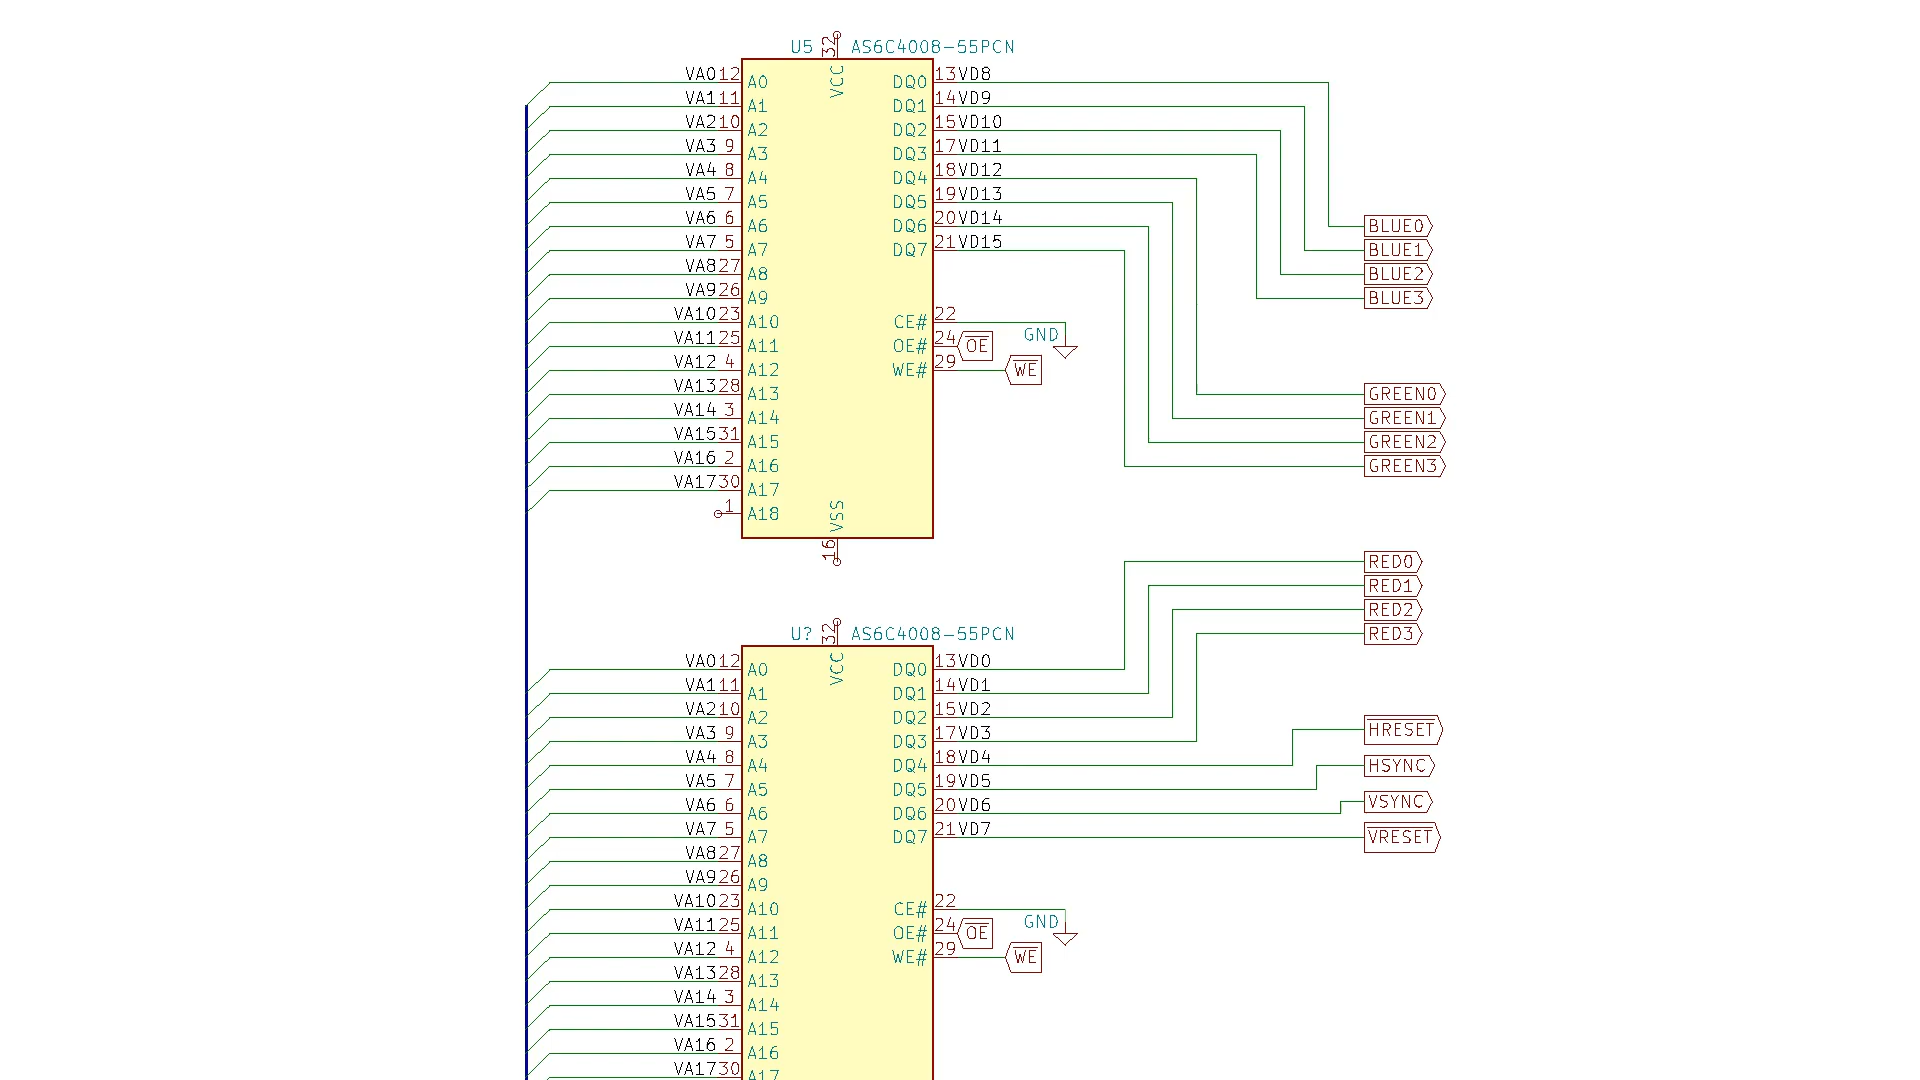 U5 32 AS6C4008-55PCN
VCC
VA0 12 A0 DQ0 13 VD8
VA1 11 A1 DQ1 14 VD9
VA2 10 A2 DQ2 15 VD10
VA3 9 A3 DQ3 17 VD11
VA4 8 A4 DQ4 18 VD12
VA5 7 A5 DQ5 19 VD13
VA6 6 A6 DQ6 20 VD14 BLUE0
VA7 5 A7 DQ7 21 VD15 BLUE1
VA8 27 A8 BLUE2
VA9 26 A9 BLUE3
VA10 23 A10 CE# 22 GND
VA11 25 A11 OE# 24 OE
VA12 4 A12 WE# 29 WE
VA13 28 A13 GREEN0
VA14 3 A14 GREEN1
VA15 31 A15 GREEN2
VA16 2 A16 GREEN3
VA17 30 A17
1 A18 VSS
16
RED0
RED1
RED2
U? 32 AS6C4008-55PCN RED3
VCC
VA0 12 A0 DQ0 13 VD0
VA1 11 A1 DQ1 14 VD1
VA2 10 A2 DQ2 15 VD2
VA3 9 A3 DQ3 17 VD3 HRESET
VA4 8 A4 DQ4 18 VD4 HSYNC
VA5 7 A5 DQ5 19 VD5
VA6 6 A6 DQ6 20 VD6 VSYNC
VA7 5 A7 DQ7 21 VD7 VRESET
VA8 27 A8
VA9 26 A9
VA10 23 A10 CE# 22 GND
VA11 25 A11 OE# 24 OE
VA12 4 A12 WE# 29 WE
VA13 28 A13
VA14 3 A14
VA15 31 A15
VA16 2 A16
VA17 30 A17